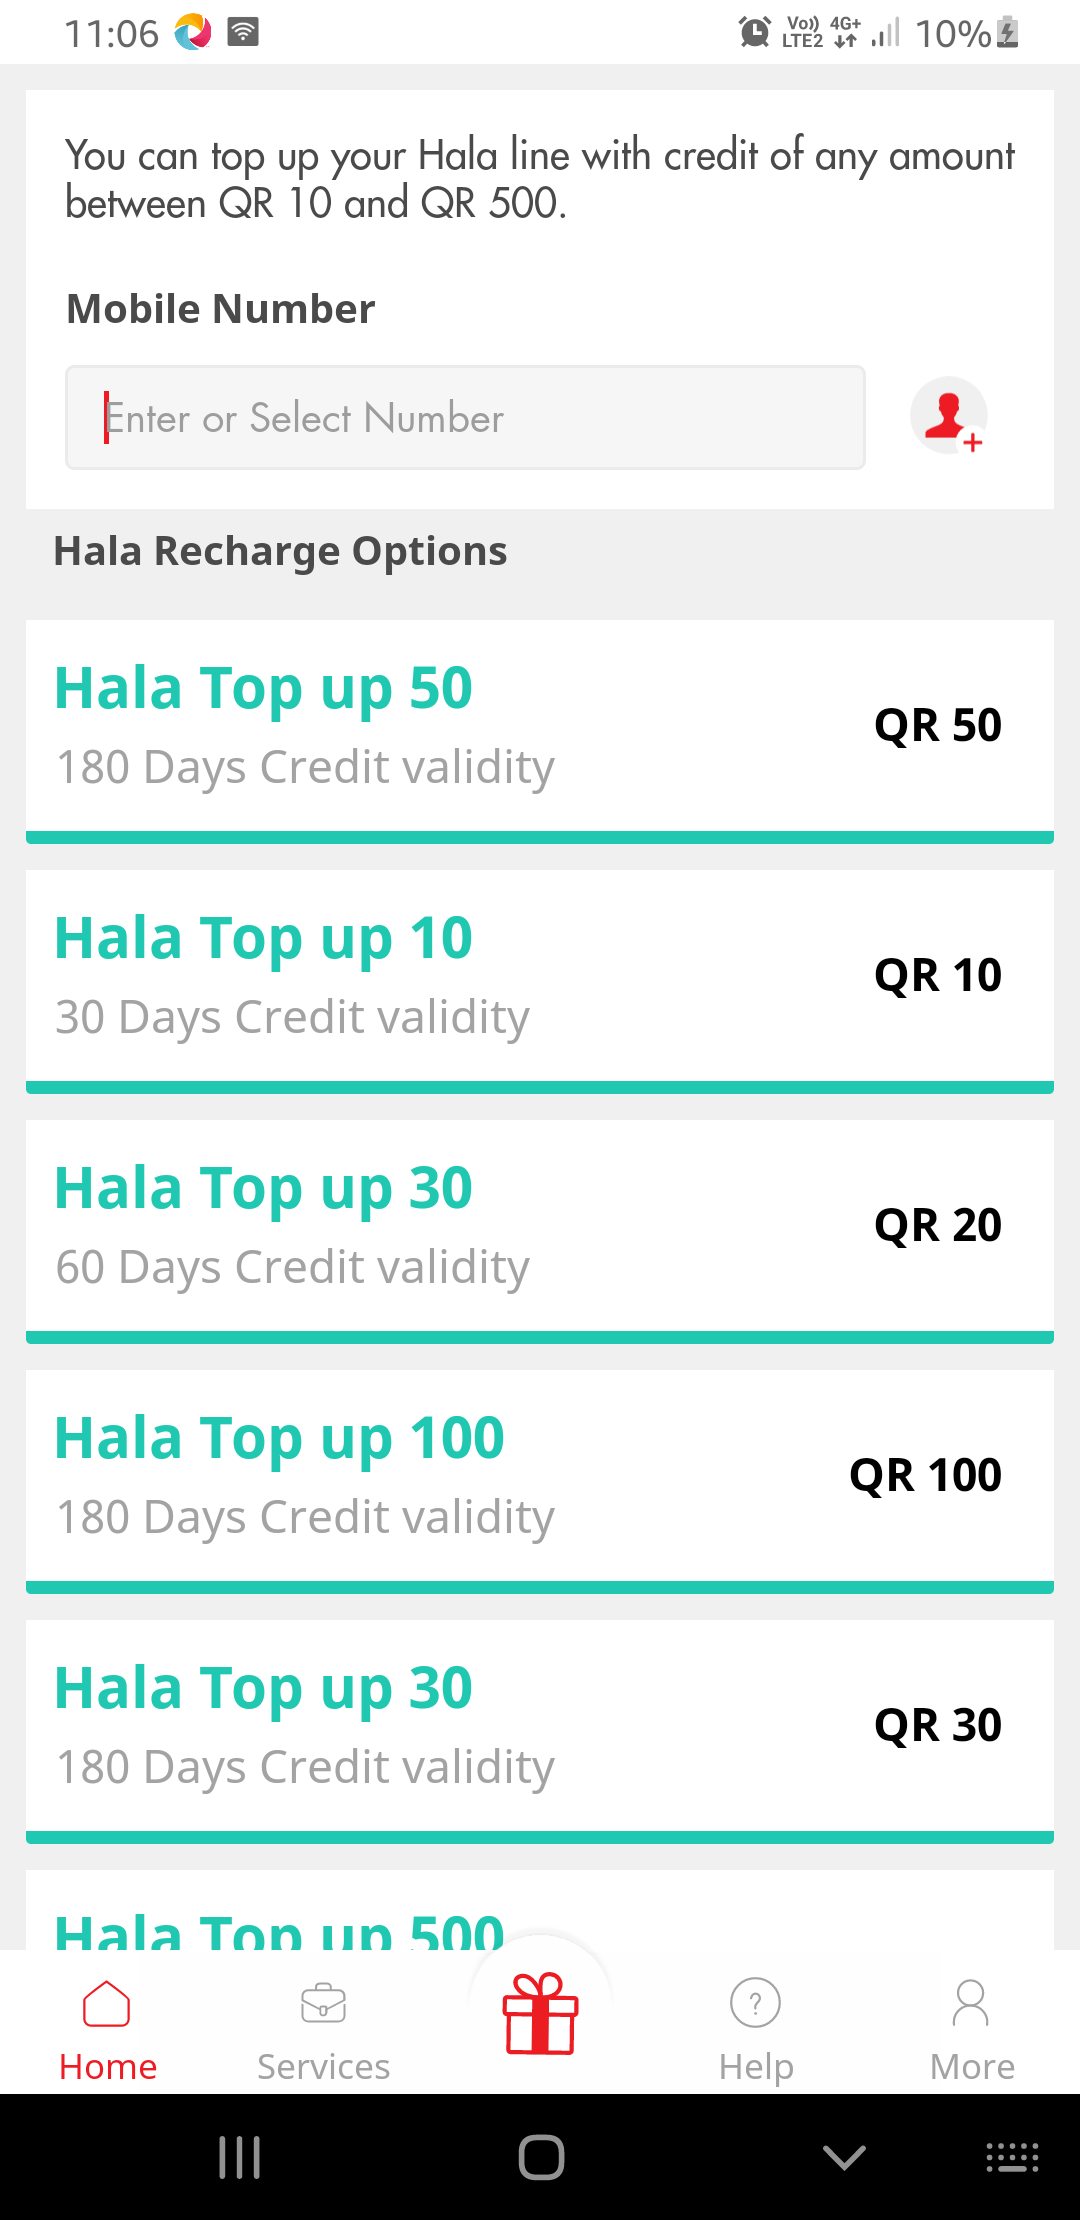 11:06
Vo)) 4G+
LTE2
10%
You can top up your Hala line with credit of any amount
between QR 10 and QR 500.
Mobile Number
Enter or Select Number
Hala Recharge Options
Hala Top up 50
QR 50
180 Days Credit validity
Hala Top up 10
QR 10
30 Days Credit validity
Hala Top up 30
QR 20
60 Days Credit validity
Hala Top up 100
QR 100
180 Days Credit validity
Hala Top up 30
QR 30
180 Days Credit validity
Hala Top up 500
?
Home Services Help More